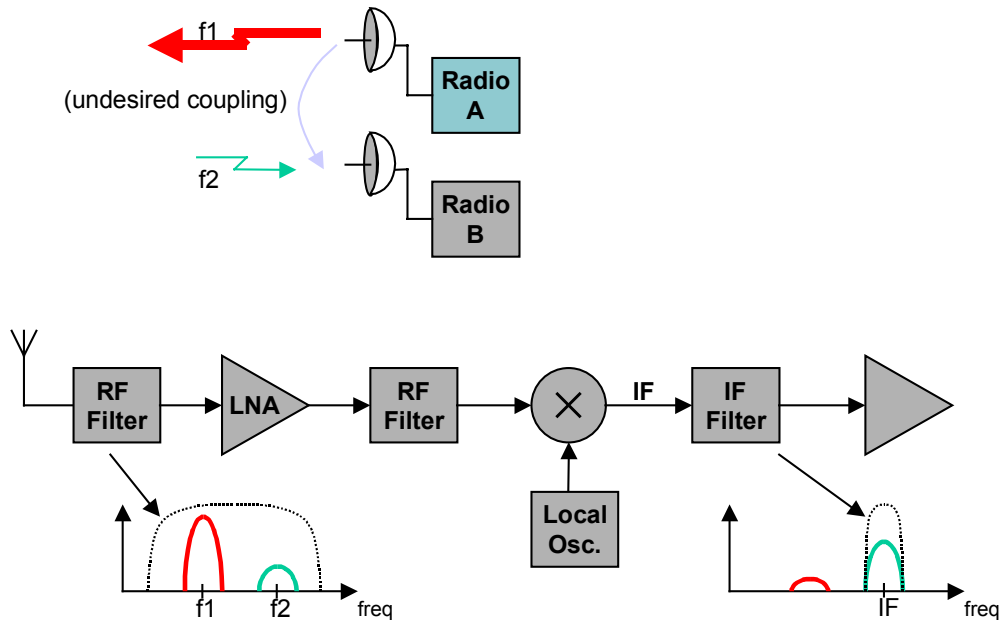 f1
(undesired coupling)
f2
Radio
A
Radio
B
RF
Filter
LNA
RF
Filter
IF
IF
Filter
Local
Osc.
f1
f2
freq
IF
freq